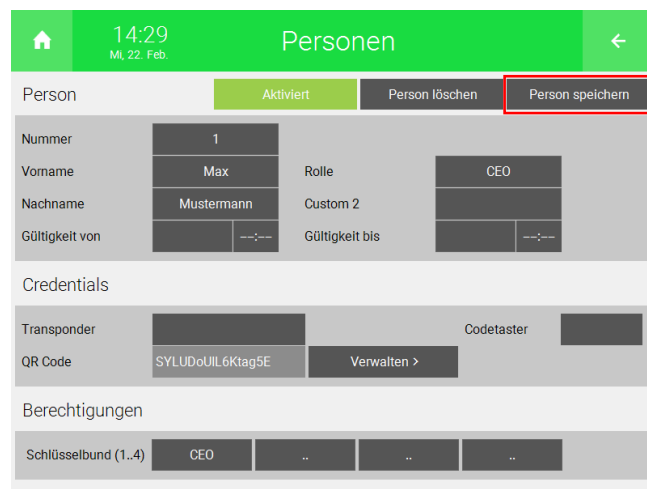 14:29
Mi, 22. Feb.
Personen
Person Aktiviert Person löschen Person speichern
Nummer 1
Vorname Max Rolle CEO
Nachname Mustermann Custom 2
Gültigkeit von --:-- Gültigkeit bis --:--
Credentials
Transponder Codetaster
QR Code SYLUDoUIL6Ktag5E Verwalten >
Berechtigungen
Schlüsselbund (1..4) CEO .. .. ..